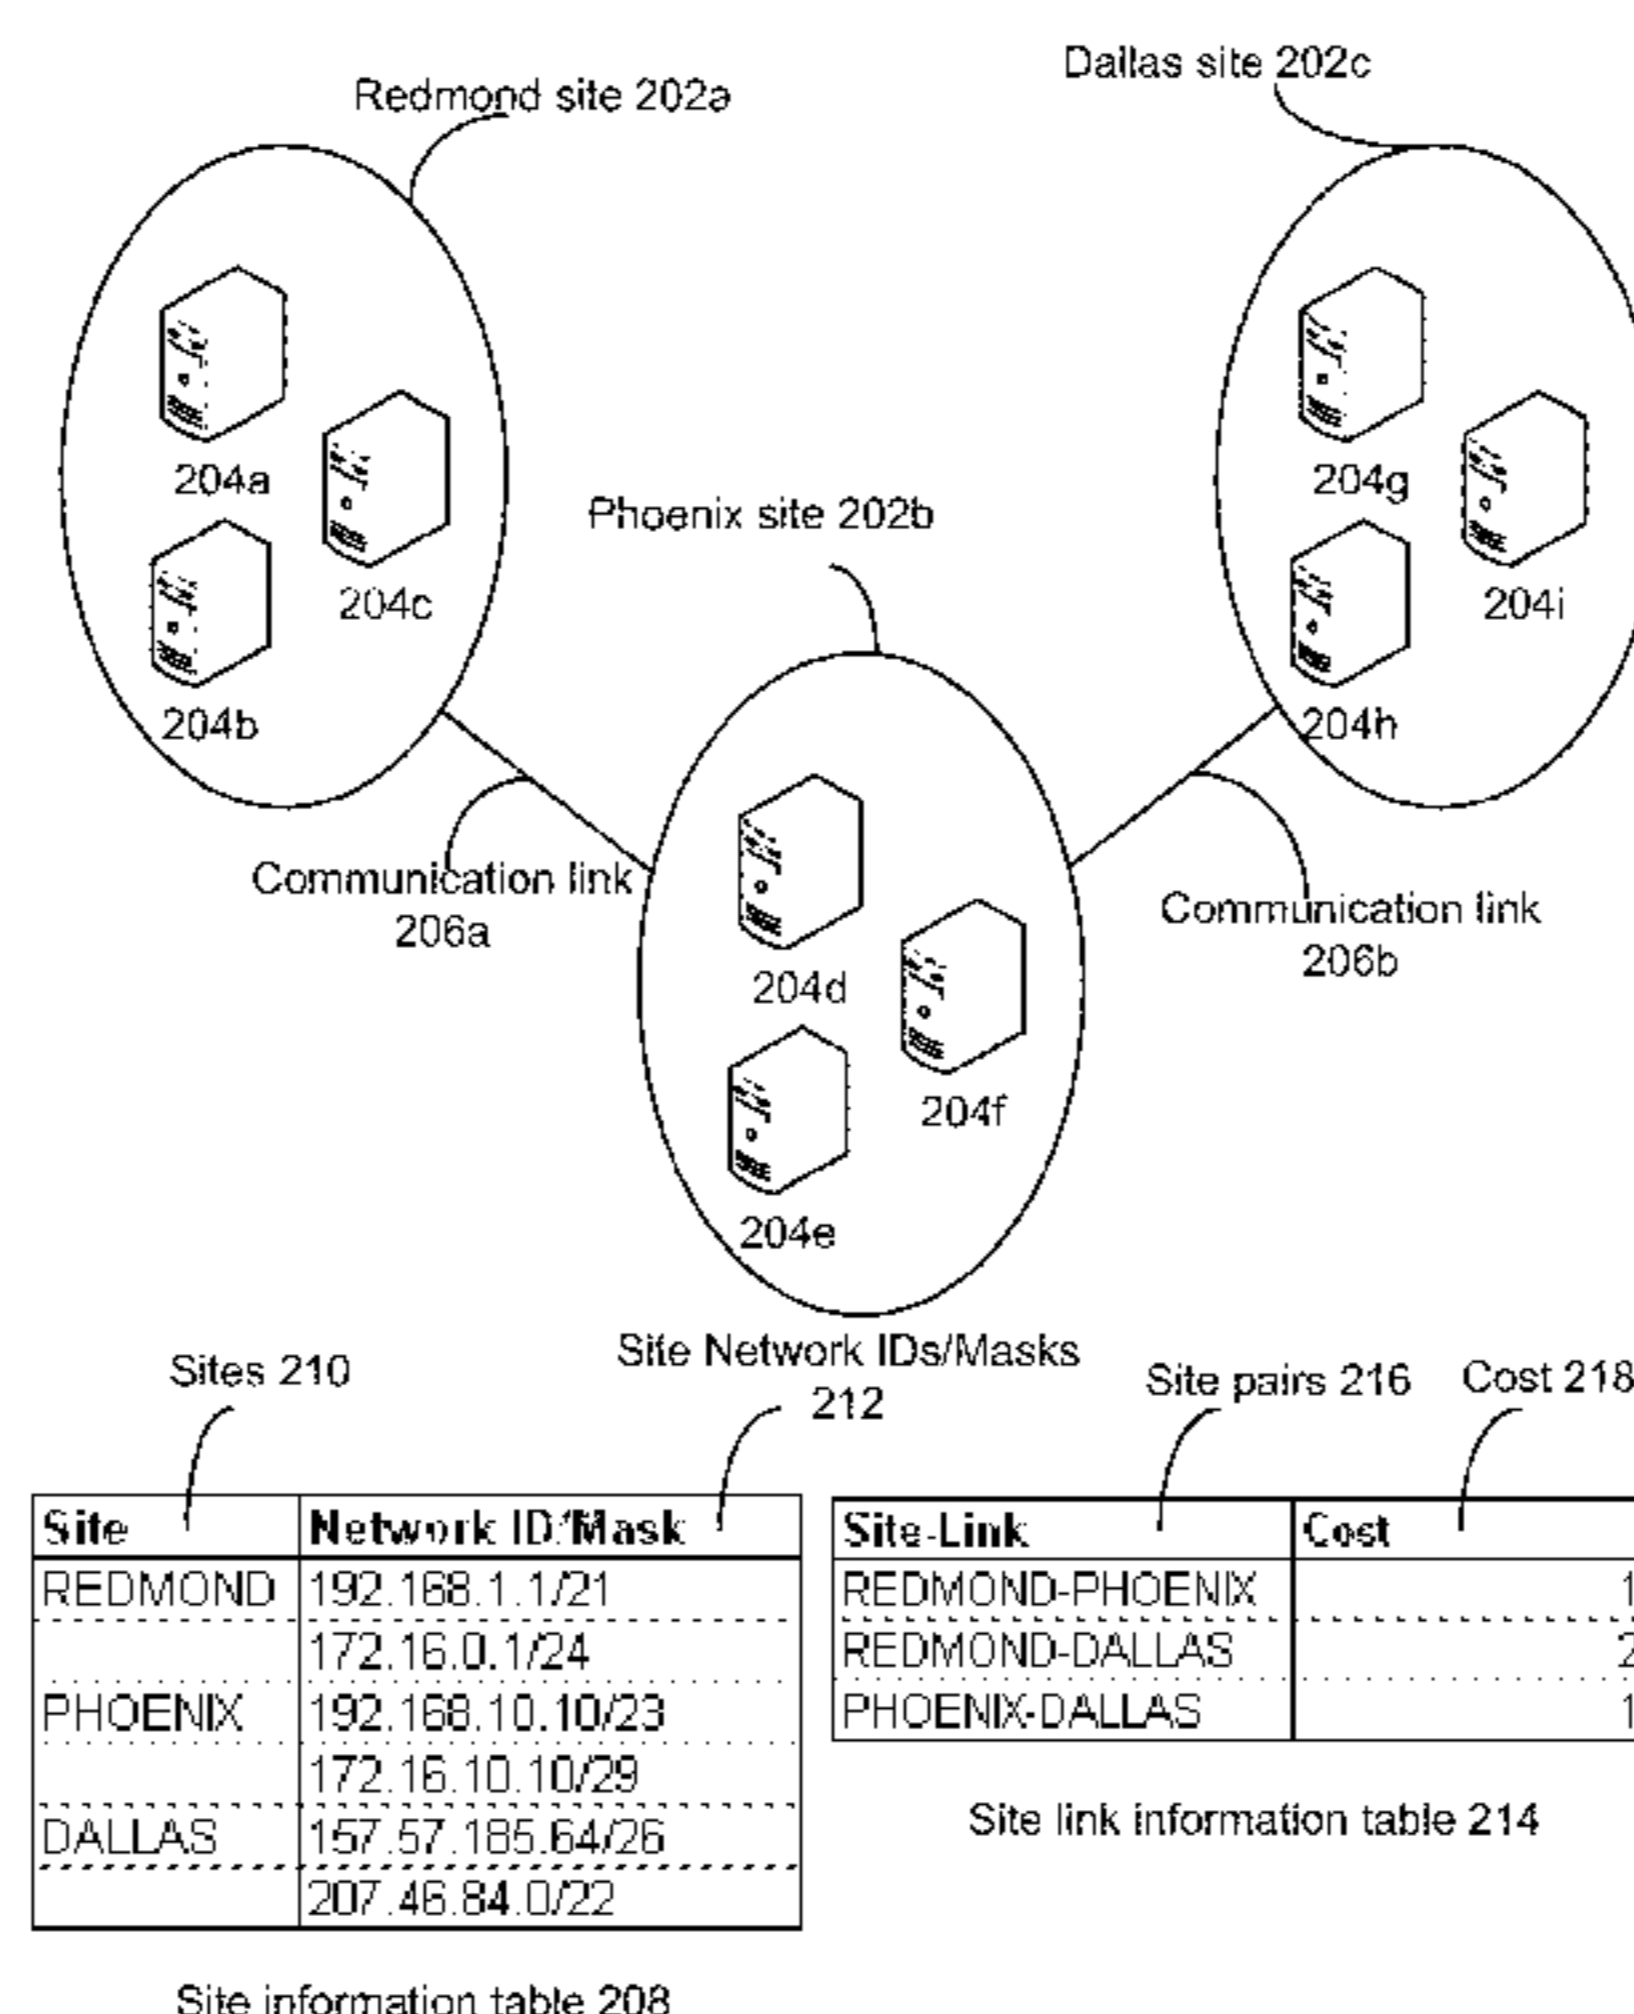 Redmond site 202a
Dallas site 202c
204a
204c
204b
Phoenix site 202b
204g
204i
204h
Communication link
206a
Communication link
206b
204d
204f
204e
Sites 210
Site Network IDs/Masks
212
Site pairs 216
Cost 218
Site Network ID/Mask
REDMOND 192.168.1.1/21
172.16.0.1/24
PHOENIX 192.168.10.10/23
172.16.10.10/29
DALLAS 157.57.185.64/26
207.46.84.0/22
Site information table 208
Site-Link Cost
REDMOND-PHOENIX
REDMOND-DALLAS
PHOENIX-DALLAS
Site link information table 214